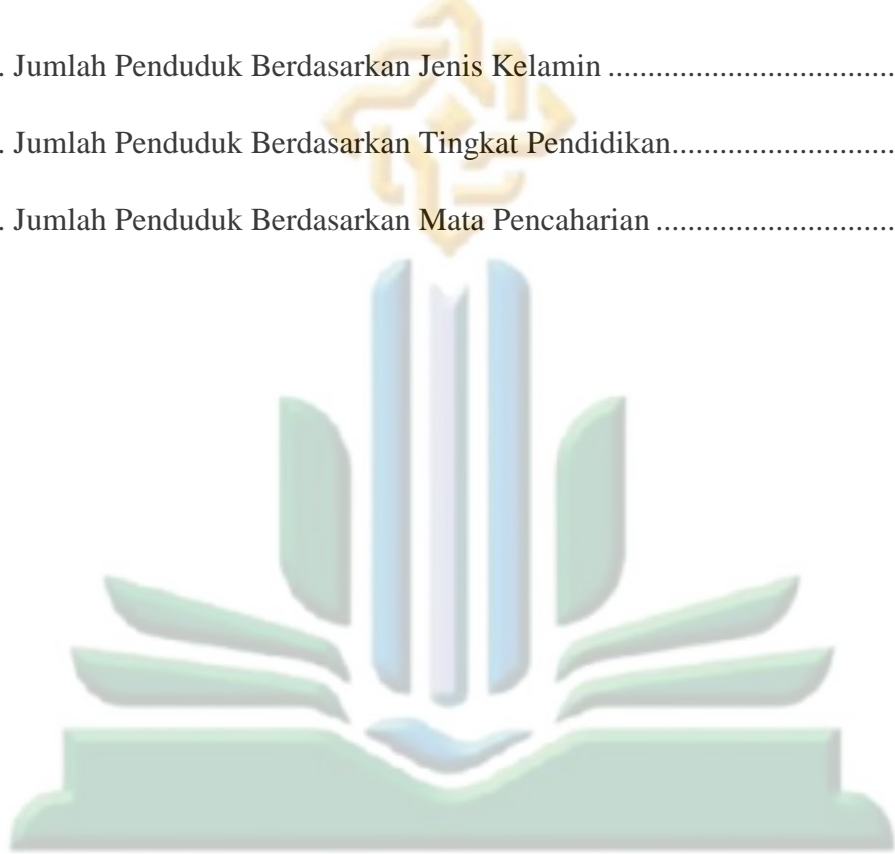 . Jumlah Penduduk Berdasarkan Jenis Kelamin ....................................
. Jumlah Penduduk Berdasarkan Tingkat Pendidikan............................
. Jumlah Penduduk Berdasarkan Mata Pencaharian ..............................